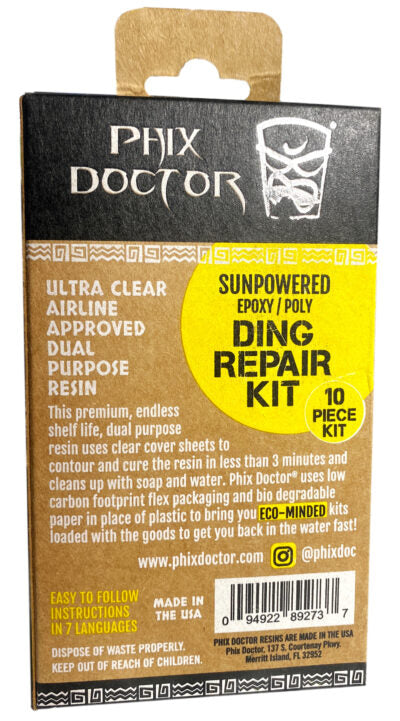 PHIX
DOCTOR
®
ULTRA CLEAR
AIRLINE
APPROVED
DUAL
PURPOSE
RESIN
SUNPOWERED
EPOXY / POLY
DING
REPAIR
KIT
10
PIECE
KIT
This premium, endless
shelf life, dual purpose
resin uses clear cover sheets to
contour and cure the resin in less than 3 minutes and
cleans up with soap and water. Phix Doctor® uses low
carbon footprint flex packaging and bio degradable
paper in place of plastic to bring you ECO-MINDED kits
loaded with the goods to get you back in the water fast!
www.phixdoctor.com @phixdoc
EASY TO FOLLOW
INSTRUCTIONS
IN 7 LANGUAGES
MADE IN
THE USA
DISPOSE OF WASTE PROPERLY.
KEEP OUT OF REACH OF CHILDREN.
0 94922 89273 7
PHIX DOCTOR RESINS ARE MADE IN THE USA
Phix Doctor, 137 S. Courtenay Pkwy.
Merritt Island, FL 32952